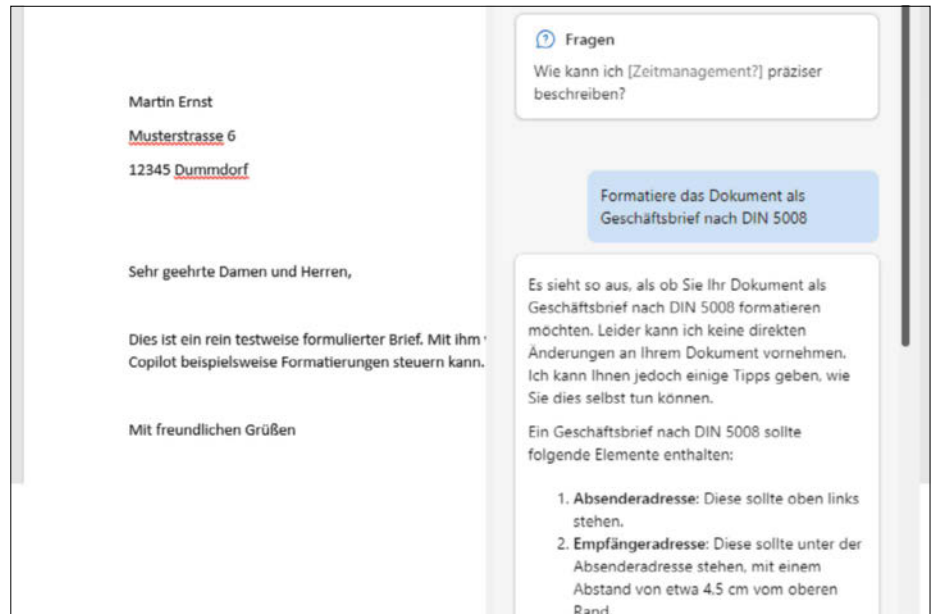 Martin Ernst
Musterstrasse 6
12345 Dummdorf
Sehr geehrte Damen und Herren,
Dies ist ein rein testweise formulierter Brief. Mit ihm
Copilot beispielsweise Formatierungen steuern kann.
Mit freundlichen Grüßen
Fragen
Wie kann ich [Zeitmanagement?] präziser
beschreiben?
Formatiere das Dokument als
Geschäftsbrief nach DIN 5008
Es sieht so aus, als ob Sie Ihr Dokument als
Geschäftsbrief nach DIN 5008 formatieren
möchten. Leider kann ich keine direkten
Änderungen an Ihrem Dokument vornehmen.
Ich kann Ihnen jedoch einige Tipps geben, wie
Sie dies selbst tun können.
Ein Geschäftsbrief nach DIN 5008 sollte
folgende Elemente enthalten:
1. Absenderadresse: Diese sollte oben links
stehen.
2. Empfängeradresse: Diese sollte unter der
Absenderadresse stehen, mit einem
Abstand von etwa 4.5 cm vom oberen
Rand